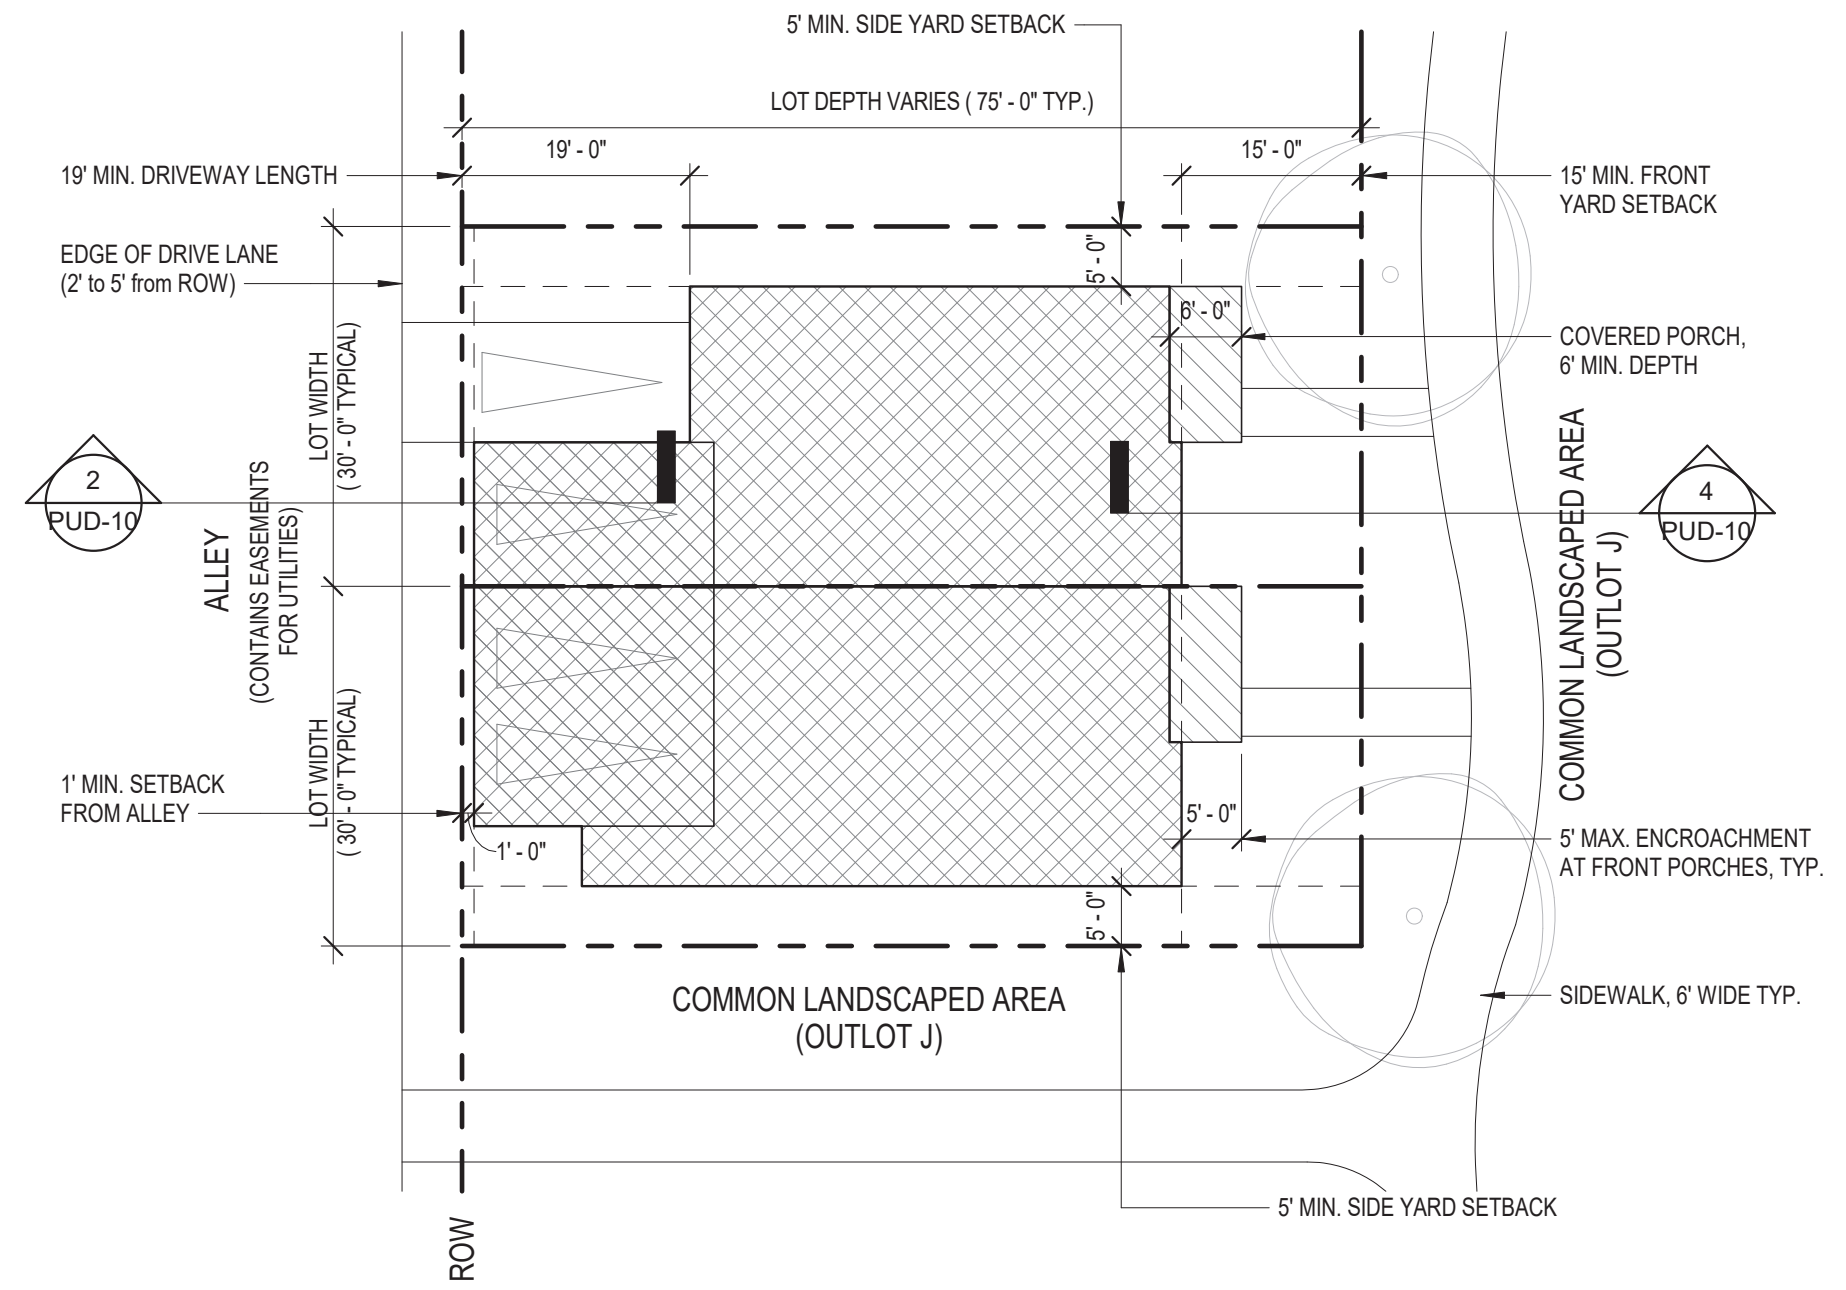 5' MIN. SIDE YARD SETBACK
LOT DEPTH VARIES ( 75' - 0" TYP.)
19' - 0"
15' - 0"
19' MIN. DRIVEWAY LENGTH
15' MIN. FRONT
YARD SETBACK
EDGE OF DRIVE LANE
(2' to 5' from ROW)
5' - 0"
6' - 0"
COVERED PORCH,
6' MIN. DEPTH
LOT WIDTH
( 30' - 0" TYPICAL)
2
PUD-10
4
PUD-10
ALLEY
(CONTAINS EASEMENTS
FOR UTILITIES)
COMMON LANDSCAPED AREA
(OUTLOT J)
LOT WIDTH
( 30' - 0" TYPICAL)
1' MIN. SETBACK
FROM ALLEY
1' - 0"
5' - 0"
5' MAX. ENCROACHMENT
AT FRONT PORCHES, TYP.
5' - 0"
COMMON LANDSCAPED AREA
(OUTLOT J)
SIDEWALK, 6' WIDE TYP.
5' MIN. SIDE YARD SETBACK
ROW